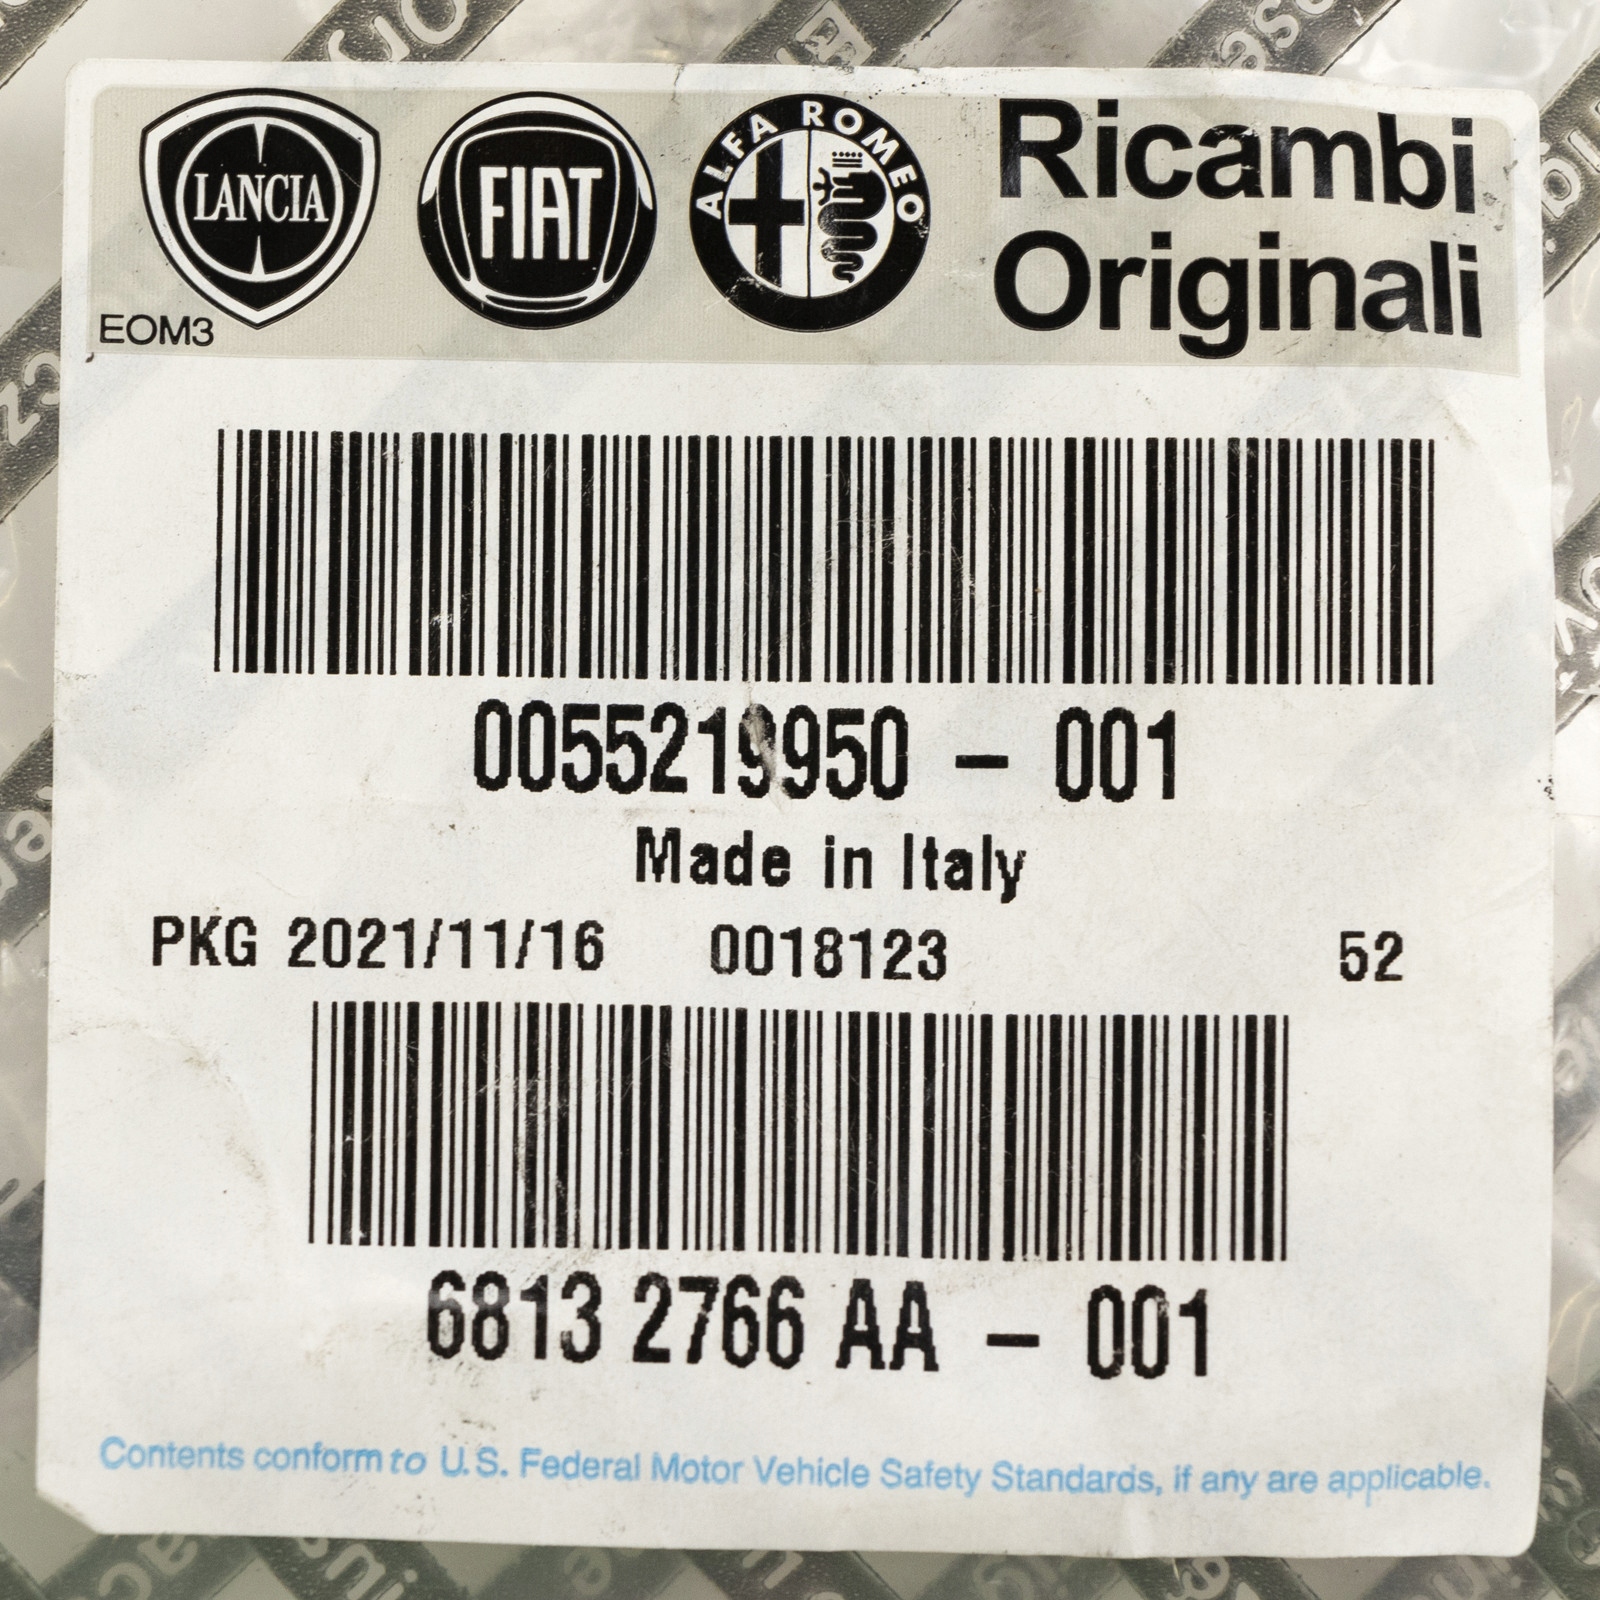 LANCIA
FIAT
ALFA ROMEO
Ricambi
Originali
EOM3
0055219950 – 001
Made in Italy
PKG 2021/11/16 0018123 52
6813 2766 AA – 001
Contents conform to U.S. Federal Motor Vehicle Safety Standards, if any are applicable.